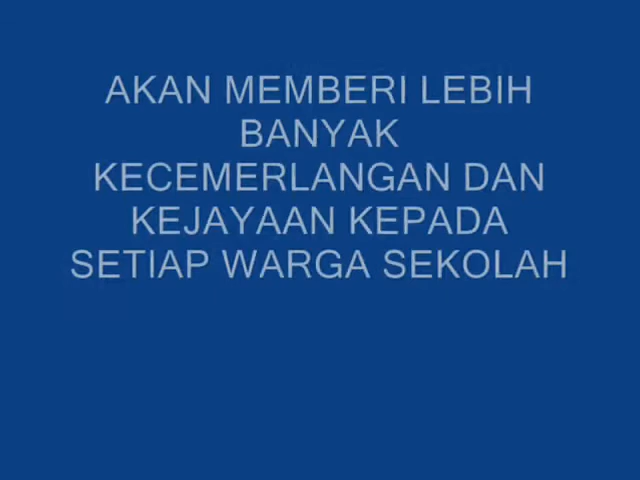 AKAN MEMBERI LEBIH
BANYAK
KECEMERLANGAN DAN
KEJAYAAN KEPADA
SETIAP WARGA SEKOLAH